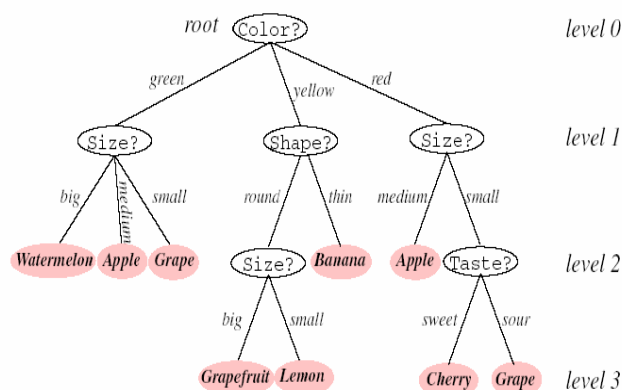 root Color? level 0
green yellow red
Size? Shape? Size? level 1
big medium small round thin medium small
Watermelon Apple Grape Size? Banana Apple Taste? level 2
big small sweet sour
Grapefruit Lemon Cherry Grape level 3